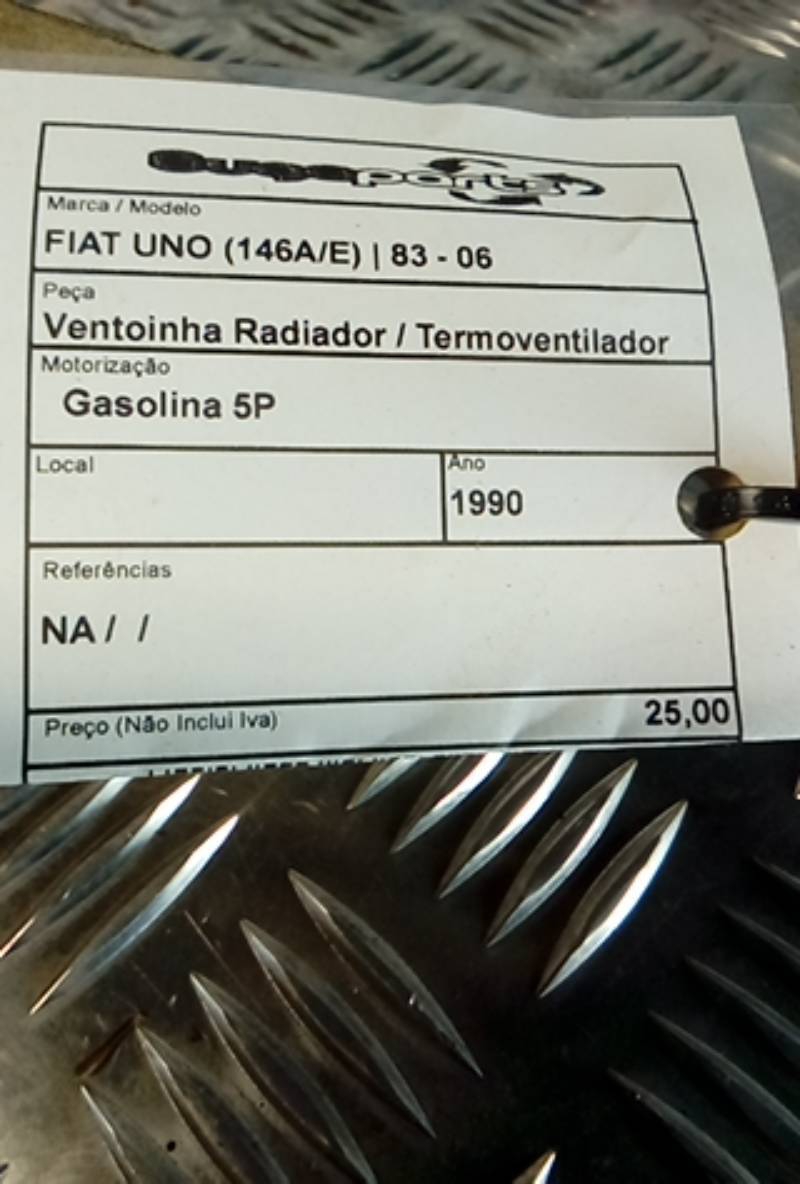 Marca / Modelo
FIAT UNO (146A/E) | 83 - 06
Peça
Ventoinha Radiador / Termoventilador
Motorização
Gasolina 5P
Local
Ano
1990
Referências
NA / /
Preço (Não Inclui Iva)
25,00